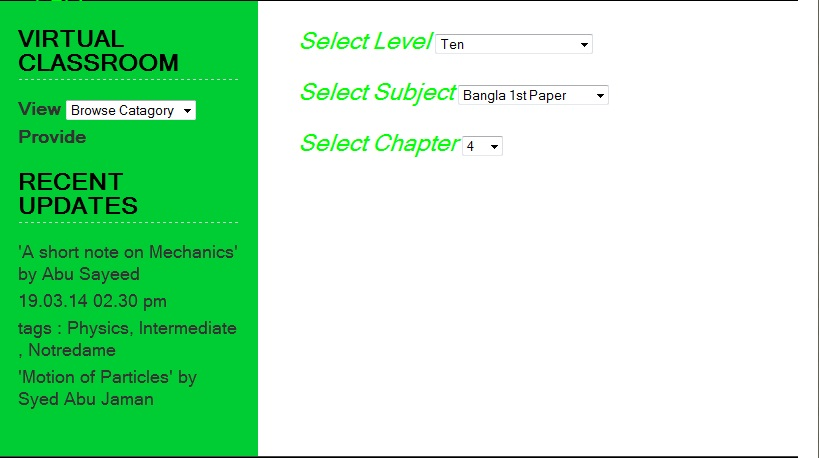 VIRTUAL
CLASSROOM
View Browse Catagory
Provide
RECENT
UPDATES
'A short note on Mechanics'
by Abu Sayeed
19.03.14 02.30 pm
tags : Physics, Intermediate
, Notredame
'Motion of Particles' by
Syed Abu Jaman
Select Level Ten
Select Subject Bangla 1st Paper
Select Chapter 4